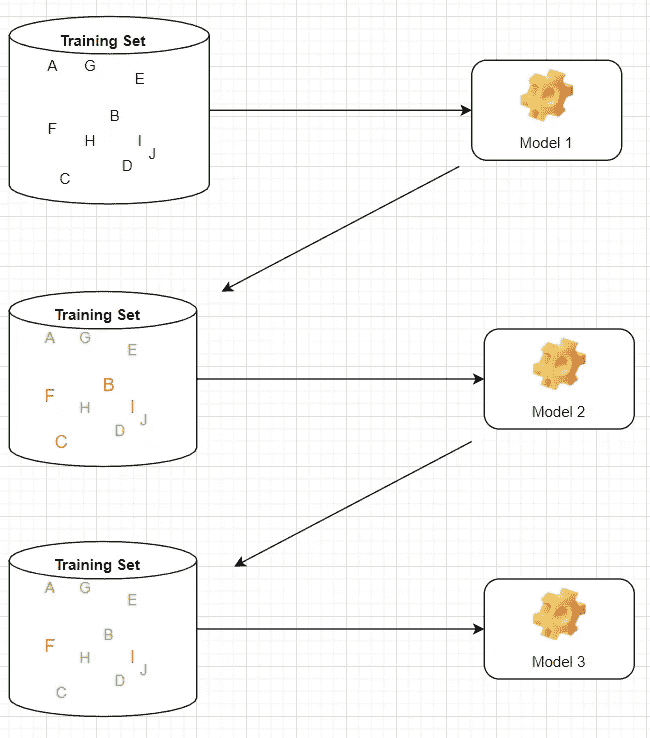 Training Set
A G
E
B
F
H I
J
D
C
Model 1
Training Set
A G
E
B
F
I
H
J
D
C
Model 2
Training Set
A G
E
B
F
H I
J
D
C
Model 3